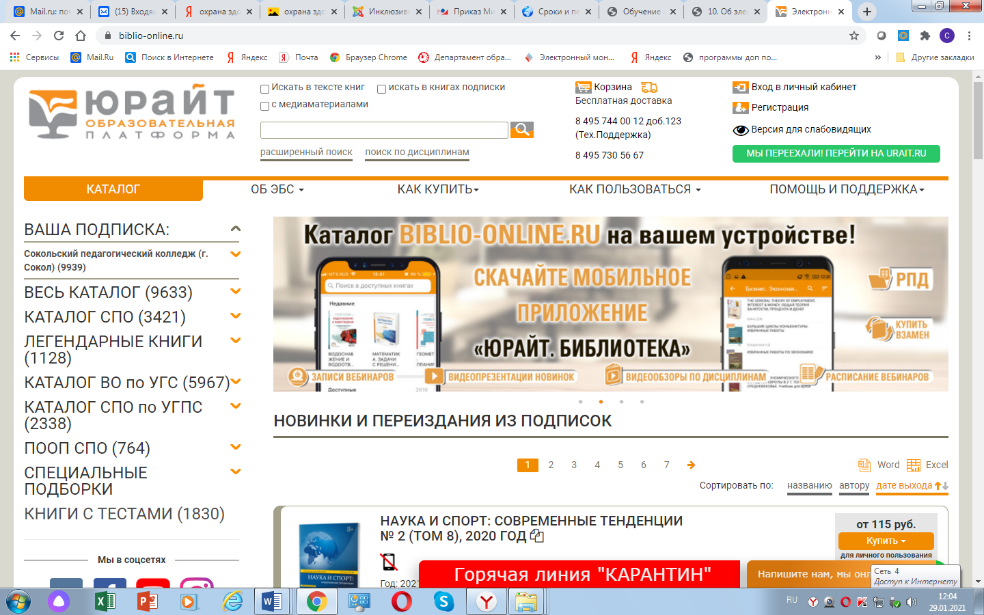 Mail.ru: по
(15) Входя
охрана зд
охрана здо
Инклюзив
Приказ М
Сроки и п
Обучение
10. Об эле
Электрон
biblio-online.ru
Сервисы
Mail.Ru
Поиск в Интернете
Яндекс
Почта
Браузер Chrome
Департамент обра...
Электронный мон...
Яндекс
программы доп по...
Другие закладки
ЮРАЙТ
ОБРАЗОВАТЕЛЬНАЯ
ПЛАТФОРМА
Искать в тексте книг
искать в книгах подписки
с медиаматериалами
расширенный поиск
поиск по дисциплинам
Корзина
Бесплатная доставка
8 495 744 00 12 доб.123
(Тех.Поддержка)
8 495 730 56 67
Вход в личный кабинет
Регистрация
Версия для слабовидящих
МЫ ПЕРЕЕХАЛИ! ПЕРЕЙТИ НА URAIT.RU
КАТАЛОГ
ОБ ЭБС
КАК КУПИТЬ
КАК ПОЛЬЗОВАТЬСЯ
ПОМОЩЬ И ПОДДЕРЖКА
ВАША ПОДПИСКА:
Сокольский педагогический колледж (г.
Сокол) (9939)
ВЕСЬ КАТАЛОГ (9633)
КАТАЛОГ СПО (3421)
ЛЕГЕНДАРНЫЕ КНИГИ
(1128)
КАТАЛОГ ВО по УГС (5967)
КАТАЛОГ СПО по УГПС
(2338)
ПООП СПО (764)
СПЕЦИАЛЬНЫЕ
ПОДБОРКИ
КНИГИ С ТЕСТАМИ (1830)
Мы в соцсетях
Каталог BIBLIO-ONLINE.RU на вашем устройстве!
СКАЧАЙТЕ МОБИЛЬНОЕ
ПРИЛОЖЕНИЕ
«ЮРАЙТ. БИБЛИОТЕКА»
Поиск в доступных книгах
Недавние
РПД
КУПИТЬ
ВЗАМЕН
ЗАПИСИ ВЕБИНАРОВ
ВИДЕОПРЕЗЕНТАЦИИ НОВИНОК
ВИДЕООБЗОРЫ ПО ДИСЦИПЛИНАМ
РАСПИСАНИЕ ВЕБИНАРОВ
НОВИНКИ И ПЕРЕИЗДАНИЯ ИЗ ПОДПИСОК
1 2 3 4 5 6 7
Word
Excel
Сортировать по: названию автору дате выхода
НАУКА И СПОРТ: СОВРЕМЕННЫЕ ТЕНДЕНЦИИ
№ 2 (ТОМ 8), 2020 ГОД
НАУКА И СПОРТ:
Год: 202
от 115 руб.
Купить
для личного пользования
Горячая линия "КАРАНТИН"
Напишите нам, мы
Сеть 4
Доступ к Интернету
RU
12:04
29.01.2021